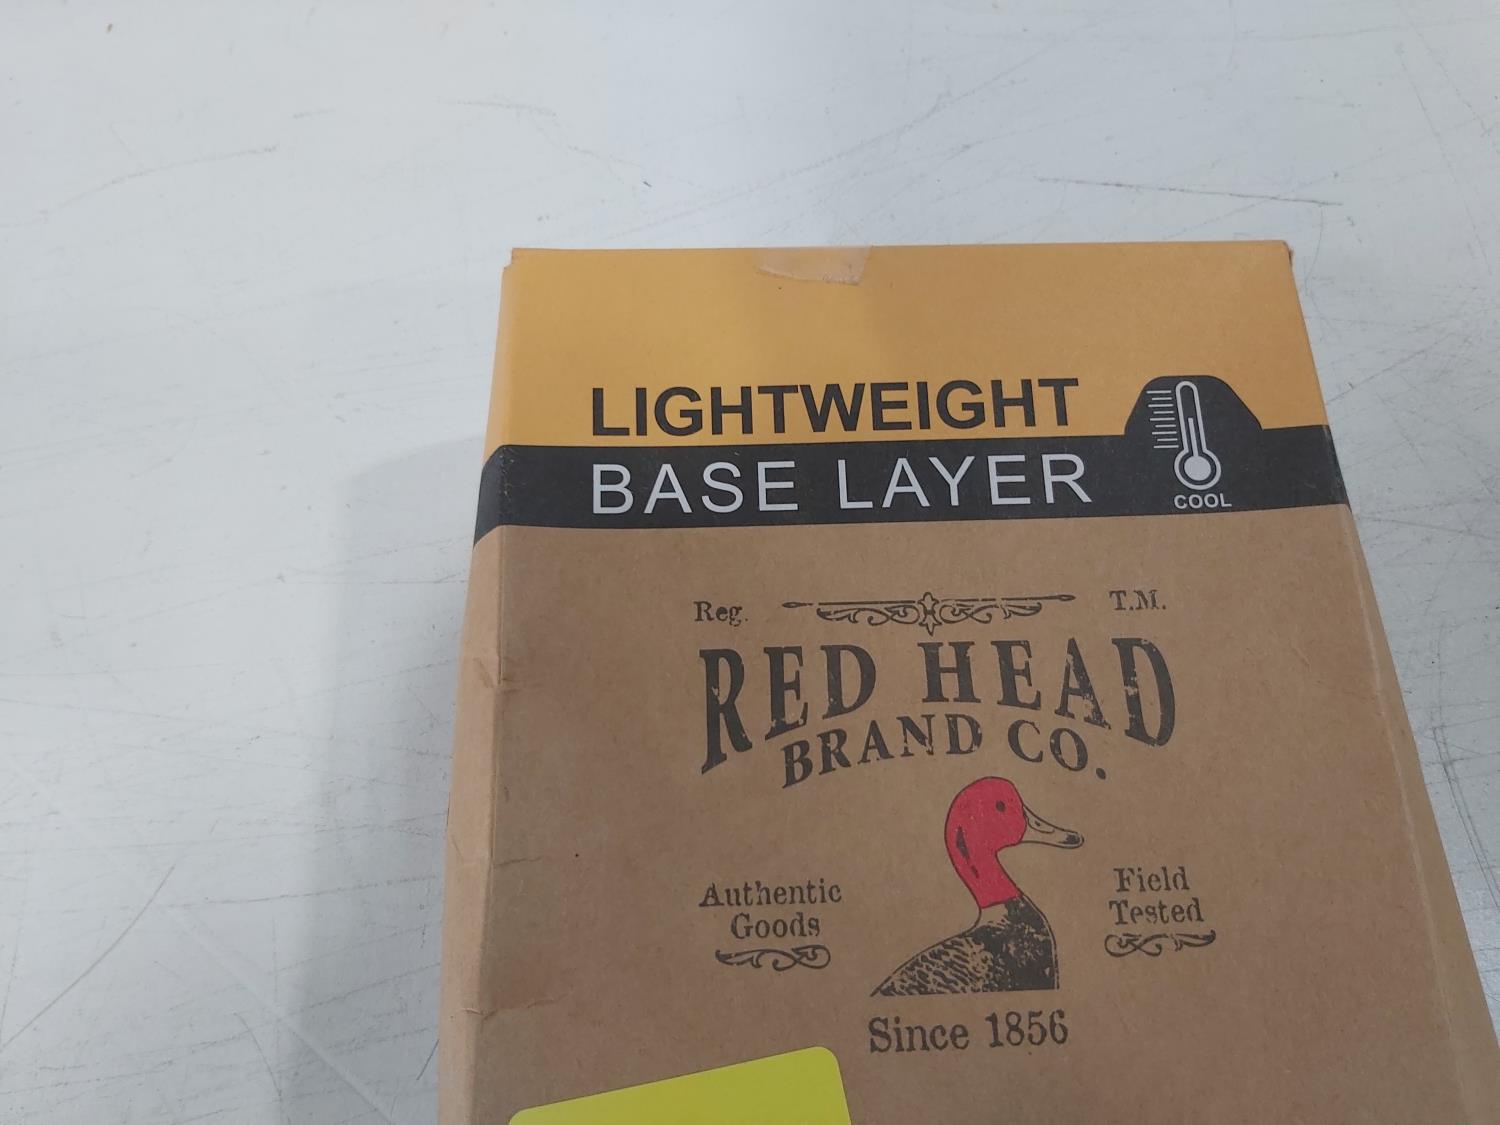 LIGHTWEIGHT
BASE LAYER
COOL
Reg. T.M.
RED HEAD
BRAND CO.
Authentic
Goods
Field
Tested
Since 1856